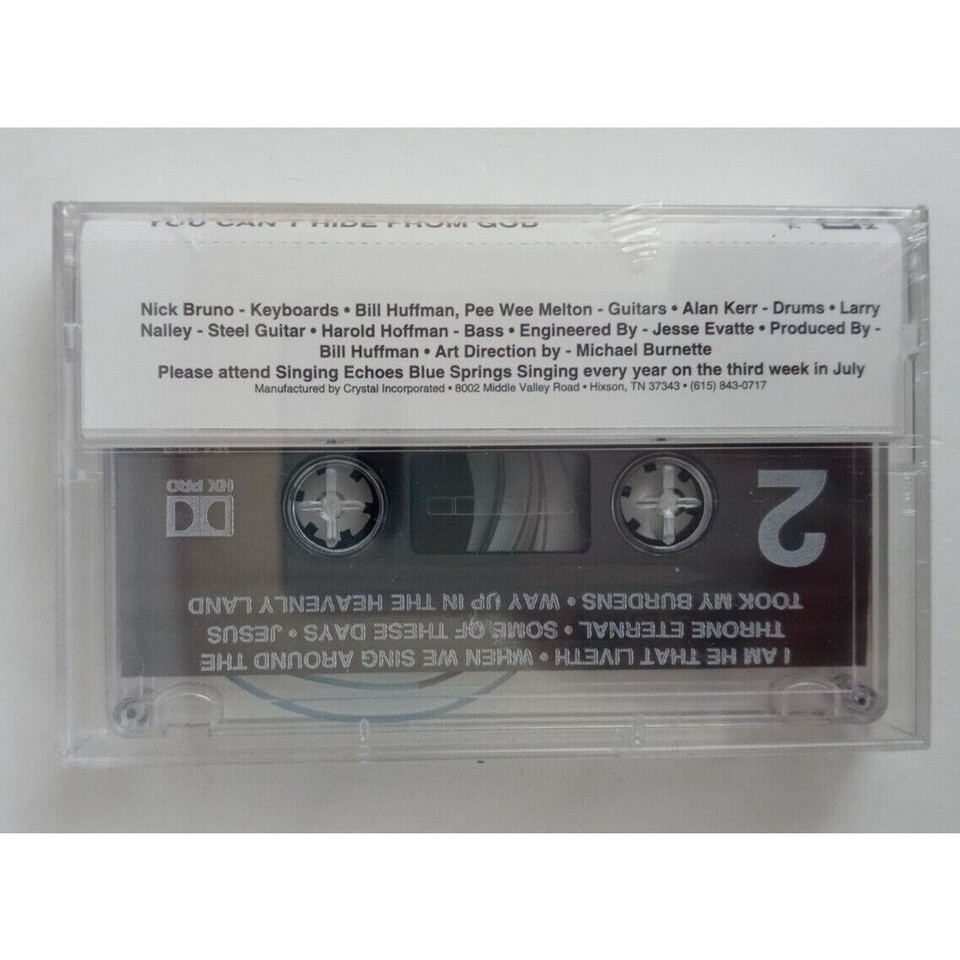 YOU CAN'T HIDE FROM GOD
Nick Bruno - Keyboards • Bill Huffman, Pee Wee Melton - Guitars • Alan Kerr - Drums • Larry
Nalley - Steel Guitar • Harold Hoffman - Bass • Engineered By - Jesse Evatte • Produced By -
Bill Huffman • Art Direction by - Michael Burnette
Please attend Singing Echoes Blue Springs Singing every year on the third week in July
Manufactured by Crystal Incorporated • 8002 Middle Valley Road • Hixson, TN 37343 • (615) 843-0717
HX PRO
2
I AM HE THAT LIVETH • WHEN WE SING AROUND THE
THRONE ETERNAL • SOME OF THESE DAYS • JESUS
TOOK MY BURDENS • WAY UP IN THE HEAVENLY LAND